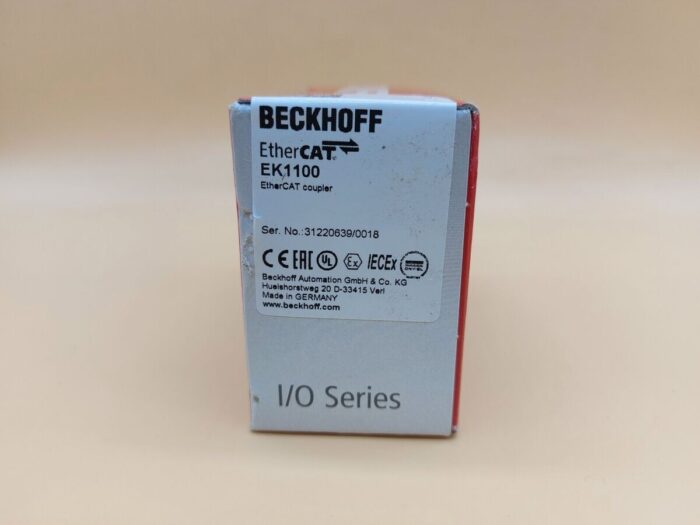 BECKHOFF
EtherCAT
EK1100
EtherCAT coupler
Ser. No.:31220639/0018
CE EAC UL Ex IECEx
Beckhoff Automation GmbH & Co. KG
Huelshorstweg 20 D-33415 Verl
Made in GERMANY
www.beckhoff.com
I/O Series